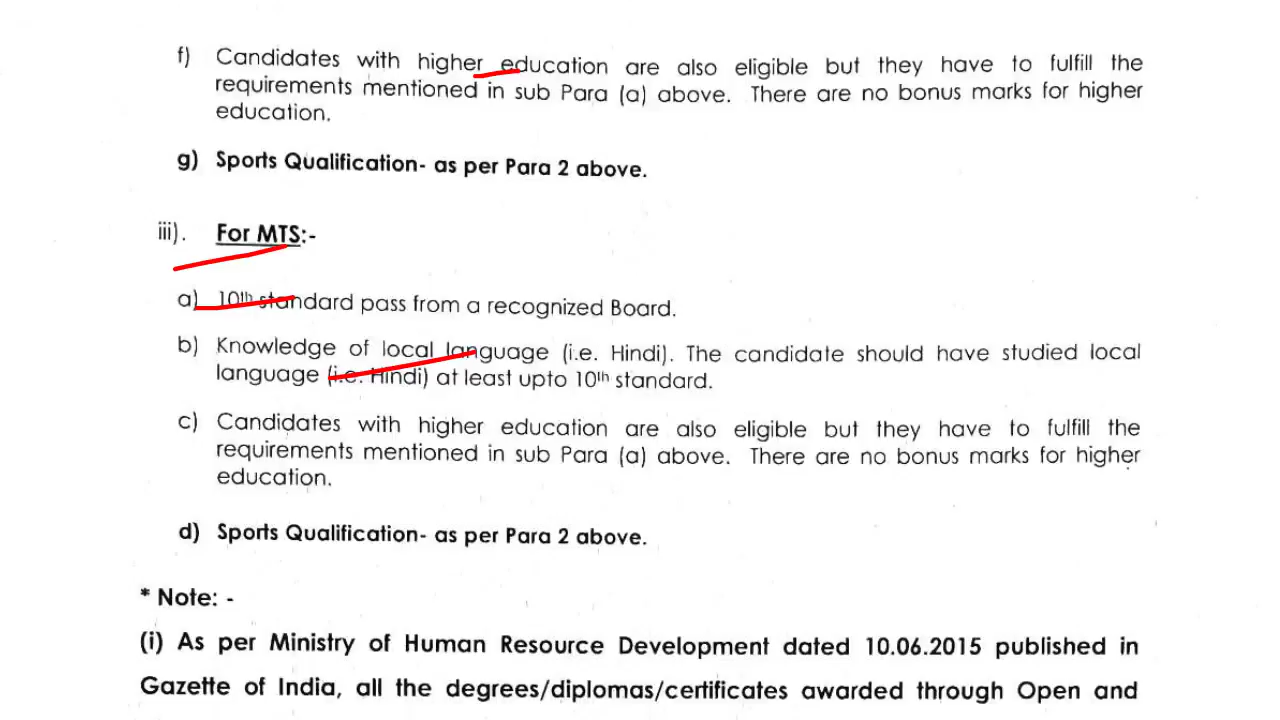 f) Candidates with higher education are also eligible but they have to fulfill the
requirements mentioned in sub Para (a) above. There are no bonus marks for higher
education.
g) Sports Qualification- as per Para 2 above.
iii). For MTS:-
a) 10th standard pass from a recognized Board.
b) Knowledge of local language (i.e. Hindi). The candidate should have studied local
language (i.e. Hindi) at least upto 10th standard.
c) Candidates with higher education are also eligible but they have to fulfill the
requirements mentioned in sub Para (a) above. There are no bonus marks for higher
education.
d) Sports Qualification- as per Para 2 above.
* Note: -
(i) As per Ministry of Human Resource Development dated 10.06.2015 published in
Gazette of India, all the degrees/diplomas/certificates awarded through Open and